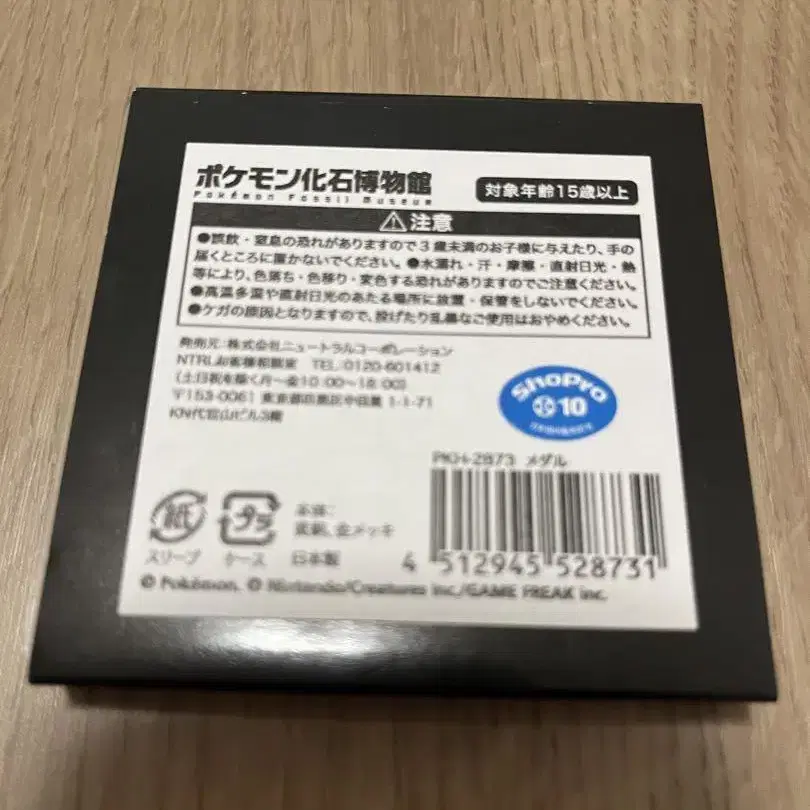 ポケモン化石博物館
Pokémon Fossil Museum
対象年齢15歳以上
注意
●誤飲・窒息の恐れがありますので3歳未満のお子様に与えたり、手の
届くところに置かないでください。●水濡れ・汗・摩擦・直射日光・熱
等により、色落ち・色移り・変色する恐れがありますのでご注意ください。
●高温多湿や直射日光のあたる場所に放置・保管をしないでください。
●ケガの原因となりますので、投げたり乱暴なご使用はおやめください。
発売元:株式会社ニュートラルコーポレーション
NTRLお客様相談室 TEL:0120-601412
(土日祝を除く月~金10:00~18:00)
〒153-0061 東京都目黒区中目黒 1-1-71
KN代官山ビル3階
ShoPro
10
PKH-2873 メダル
紙
スリーブ
プラ
ケース
本体:
真鍮、金メッキ
日本製
4 512945 528731
© Pokémon. © Nintendo/Creatures Inc./GAME FREAK inc.